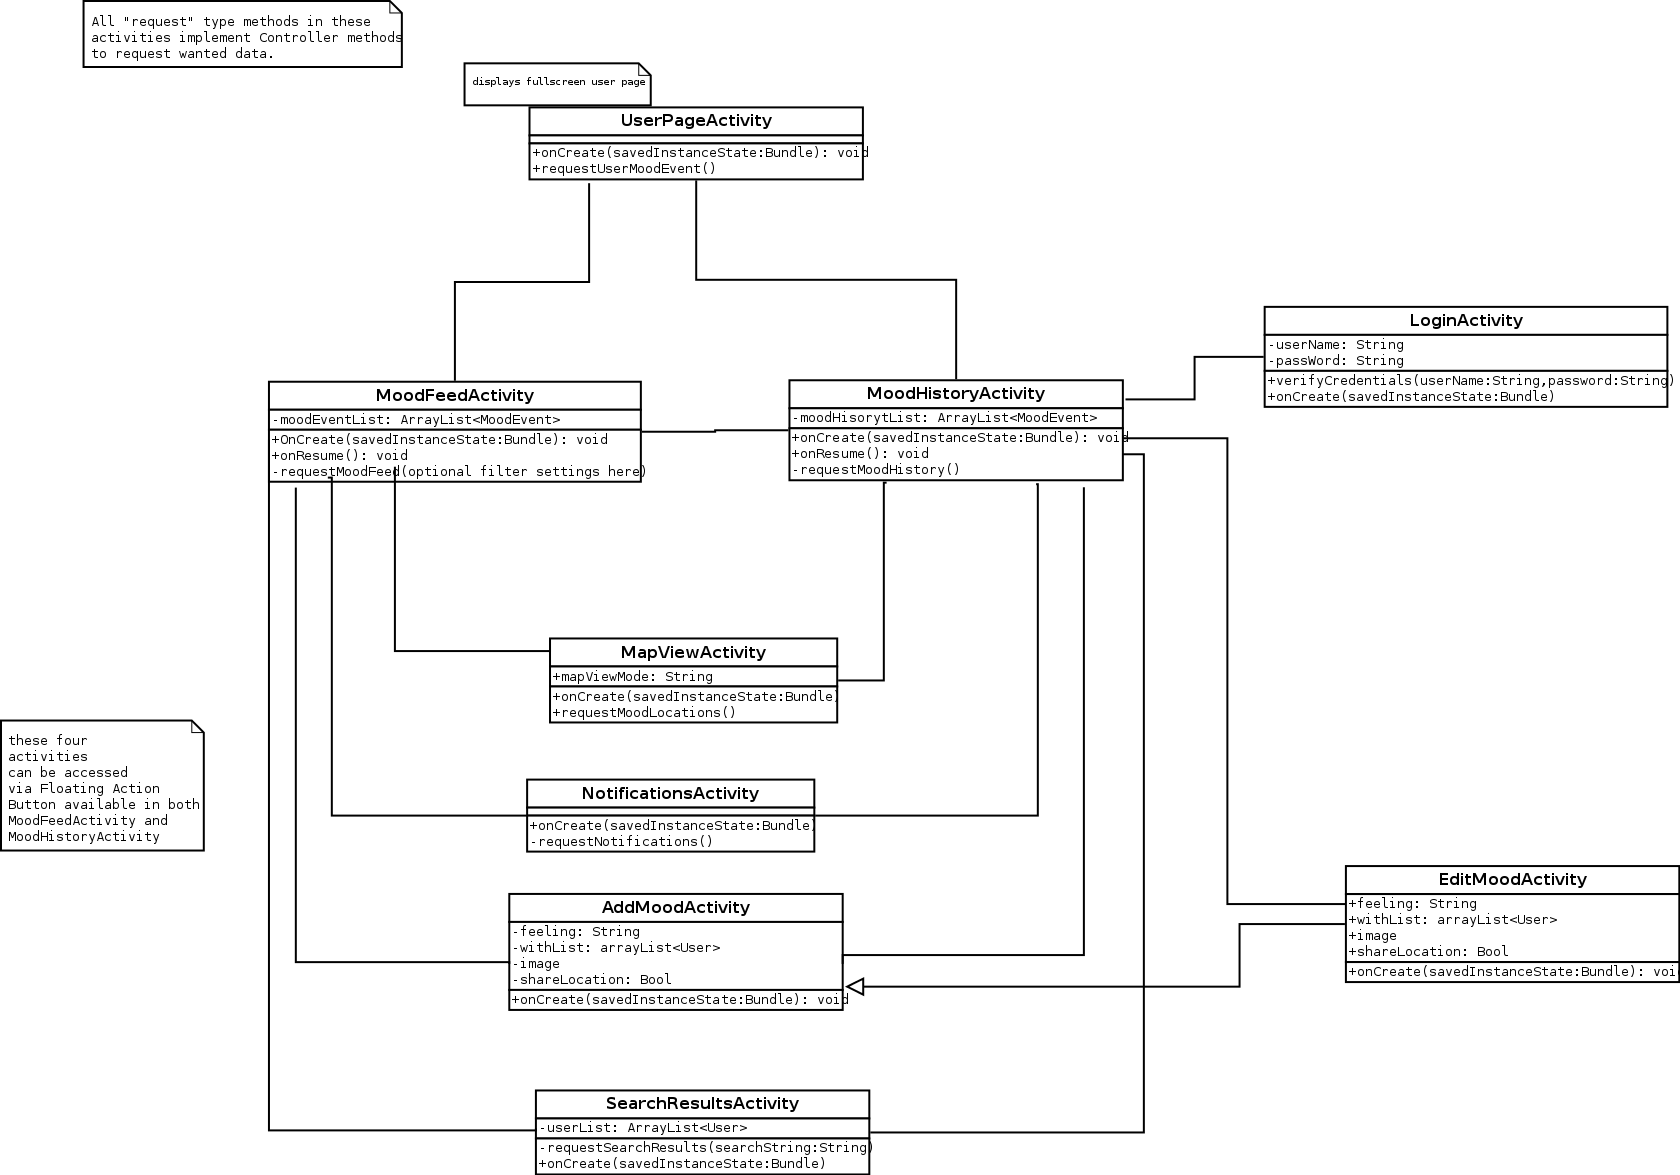 All "request" type methods in these
activities implement Controller methods
to request wanted data.
displays fullscreen user page
UserPageActivity
+onCreate(savedInstanceState:Bundle): void
+requestUserMoodEvent()
LoginActivity
-userName: String
-passWord: String
+verifyCredentials(userName:String,password:String)
+onCreate(savedInstanceState:Bundle)
MoodFeedActivity
-moodEventList: ArrayList<MoodEvent>
+OnCreate(savedInstanceState:Bundle): void
+onResume(): void
-requestMoodFeed(optional filter settings here)
MoodHistoryActivity
-moodHisorytList: ArrayList<MoodEvent>
+onCreate(savedInstanceState:Bundle): void
+onResume(): void
-requestMoodHistory()
MapViewActivity
+mapViewMode: String
+onCreate(savedInstanceState:Bundle)
+requestMoodLocations()
these four
activities
can be accessed
via Floating Action
Button available in both
MoodFeedActivity and
MoodHistoryActivity
NotificationsActivity
+onCreate(savedInstanceState:Bundle)
-requestNotifications()
AddMoodActivity
-feeling: String
-withList: arrayList<User>
-image
-shareLocation: Bool
+onCreate(savedInstanceState:Bundle): void
EditMoodActivity
+feeling: String
+withList: arrayList<User>
+image
+shareLocation: Bool
+onCreate(savedInstanceState:Bundle): voi
SearchResultsActivity
-userList: ArrayList<User>
-requestSearchResults(searchString:String)
+onCreate(savedInstanceState:Bundle)